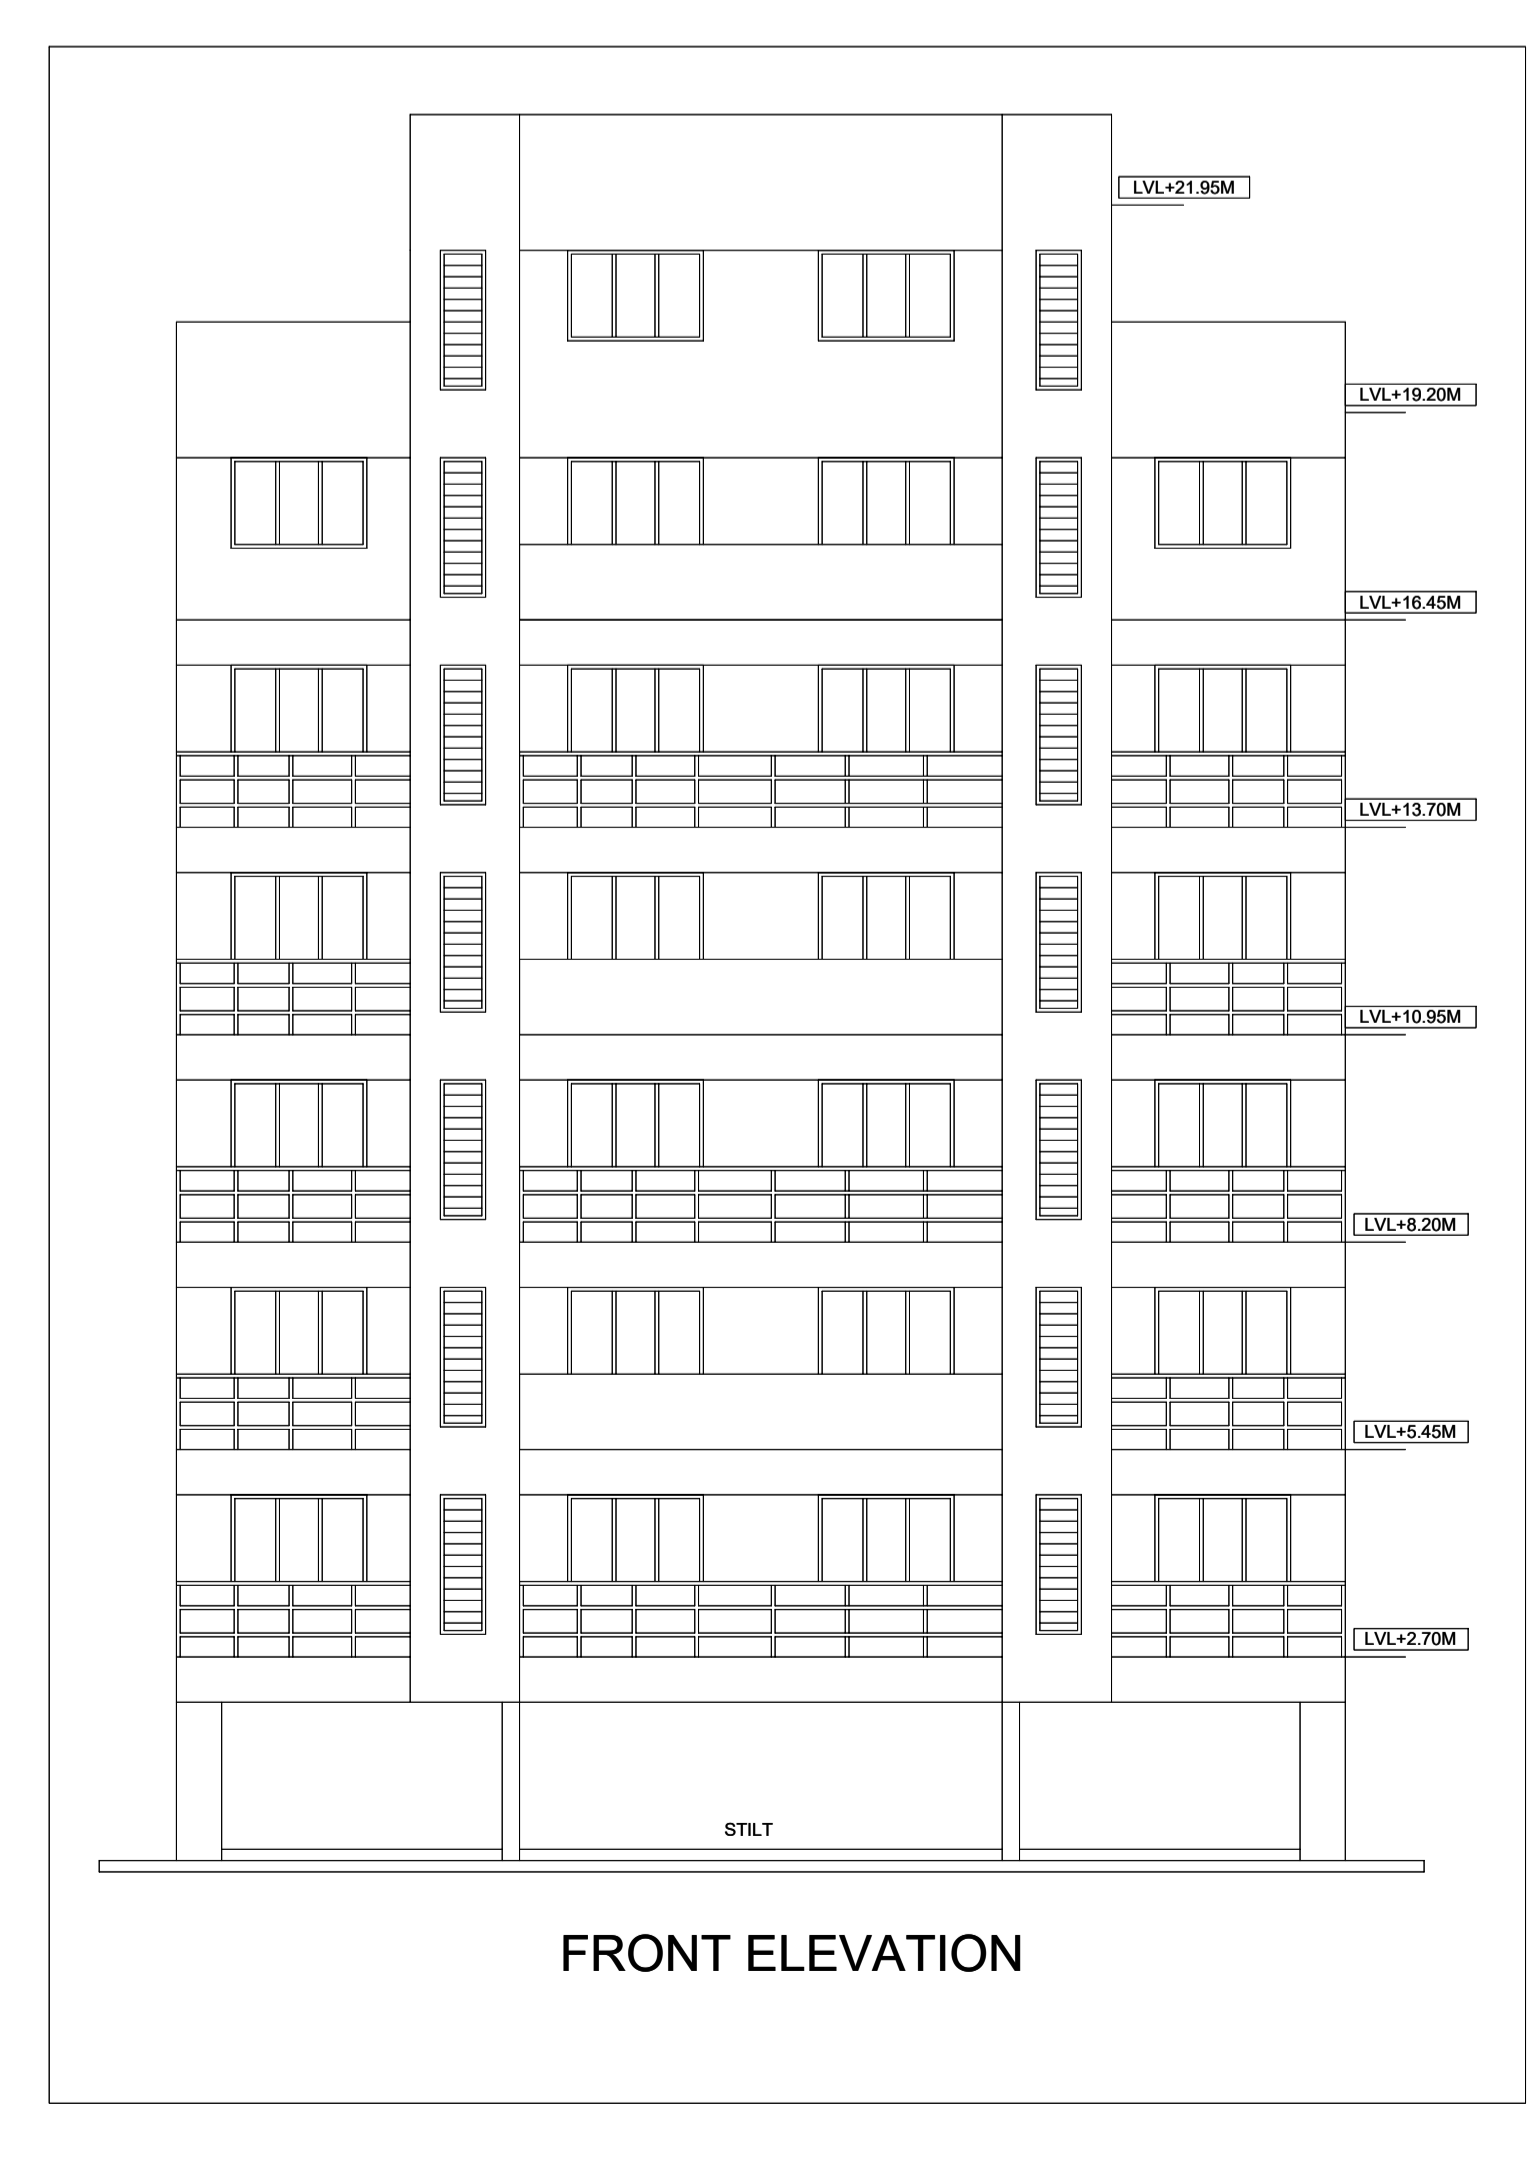 LVL+21.95M
LVL+19.20M
LVL+16.45M
LVL+13.70M
LVL+10.95M
LVL+8.20M
LVL+5.45M
LVL+2.70M
STILT
FRONT ELEVATION